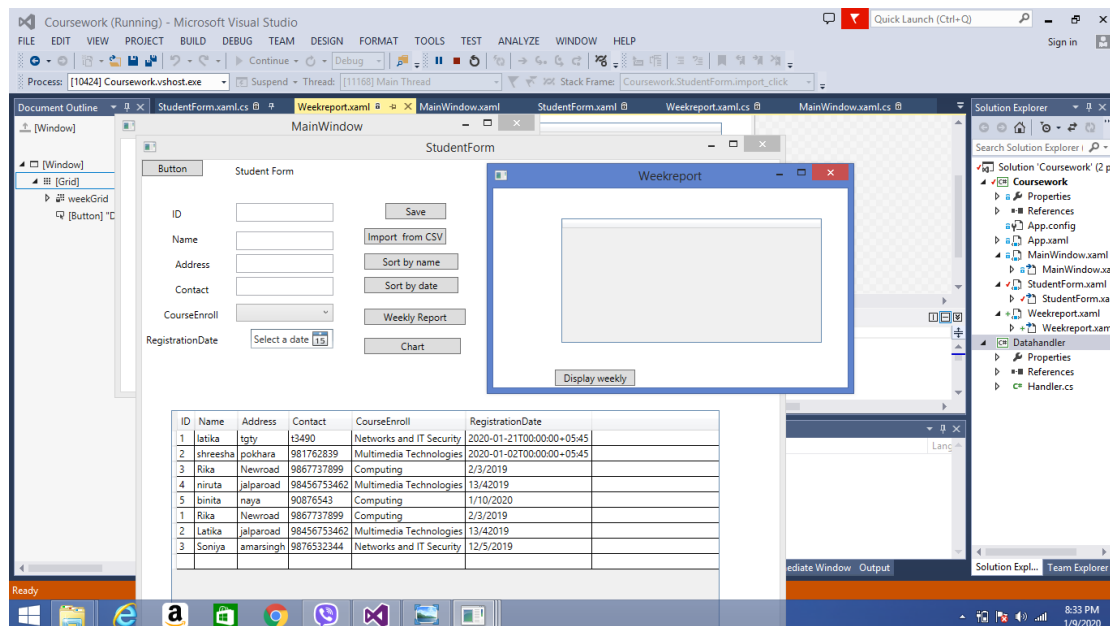 Coursework (Running) - Microsoft Visual Studio
Quick Launch (Ctrl+Q)
FILE EDIT VIEW PROJECT BUILD DEBUG TEAM DESIGN FORMAT TOOLS TEST ANALYZE WINDOW HELP
Sign in
Continue Debug
Process: [10424] Coursework.vshost.exe Suspend Thread: [11168] Main Thread Stack Frame: Coursework.StudentForm.import_click
Document Outline StudentForm.xaml.cs Weekreport.xaml MainWindow.xaml StudentForm.xaml Weekreport.xaml.cs MainWindow.xaml.cs Solution Explorer
[Window]
MainWindow
StudentForm
Search Solution Explorer (
[Window]
[Grid]
weekGrid
[Button] "D
Button
Student Form
ID
Save
Name
Import from CSV
Address
Sort by name
Contact
Sort by date
CourseEnroll
Weekly Report
RegistrationDate
Select a date 15
Chart
Weekreport
Display weekly
Solution 'Coursework' (2 p
Coursework
Properties
References
App.config
App.xaml
MainWindow.xaml
MainWindow.xa
StudentForm.xaml
StudentForm.xa
Weekreport.xaml
Weekreport.xam
Datahandler
Properties
References
Handler.cs
ID Name Address Contact CourseEnroll RegistrationDate
1 latika tgty t3490 Networks and IT Security 2020-01-21T00:00:00+05:45
2 shreesha pokhara 981762839 Multimedia Technologies 2020-01-02T00:00:00+05:45
3 Rika Newroad 9867737899 Computing 2/3/2019
4 niruta jalparoad 98456753462 Multimedia Technologies 13/42019
5 binita naya 90876543 Computing 1/10/2020
1 Rika Newroad 9867737899 Computing 2/3/2019
2 Latika jalparoad 98456753462 Multimedia Technologies 13/42019
3 Soniya amarsingh 9876532344 Networks and IT Security 12/5/2019
Lang
ediate Window Output
Solution Expl... Team Explorer
Ready
8:33 PM
1/9/2020